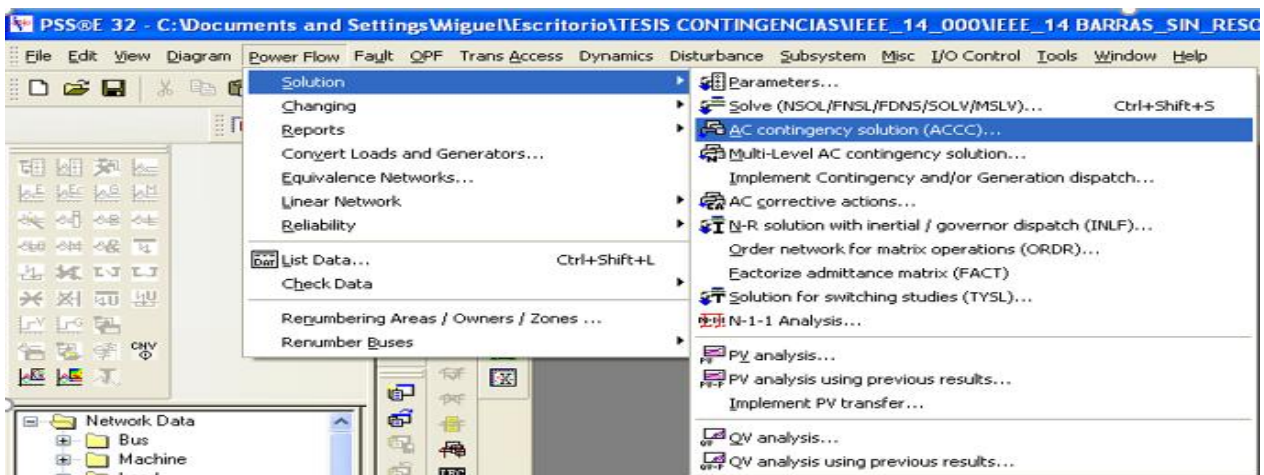 PSS®E 32 - C:\Documents and Settings\Miguel\Escritorio\TESIS CONTINGENCIAS\IEEE_14_000\IEEE_14 BARRAS_SIN_RESO
File Edit View Diagram Power Flow Fault OPF Trans Access Dynamics Disturbance Subsystem Misc I/O Control Tools Window Help
Solution
Changing
Reports
Convert Loads and Generators...
Equivalence Networks...
Linear Network
Reliability
List Data... Ctrl+Shift+L
Check Data
Renumbering Areas / Owners / Zones ...
Renumber Buses
Parameters...
Solve (NSOL/FNSL/FDNS/SOLV/MSLV)... Ctrl+Shift+S
AC contingency solution (ACCC)...
Multi-Level AC contingency solution...
Implement Contingency and/or Generation dispatch...
AC corrective actions...
N-R solution with inertial / governor dispatch (INLF)...
Order network for matrix operations (ORDR)...
Factorize admittance matrix (FACT)
Solution for switching studies (TYSL)...
N-1-1 Analysis...
PV analysis...
PV analysis using previous results...
Implement PV transfer...
QV analysis...
QV analysis using previous results...
CNV
Network Data
Bus
Machine